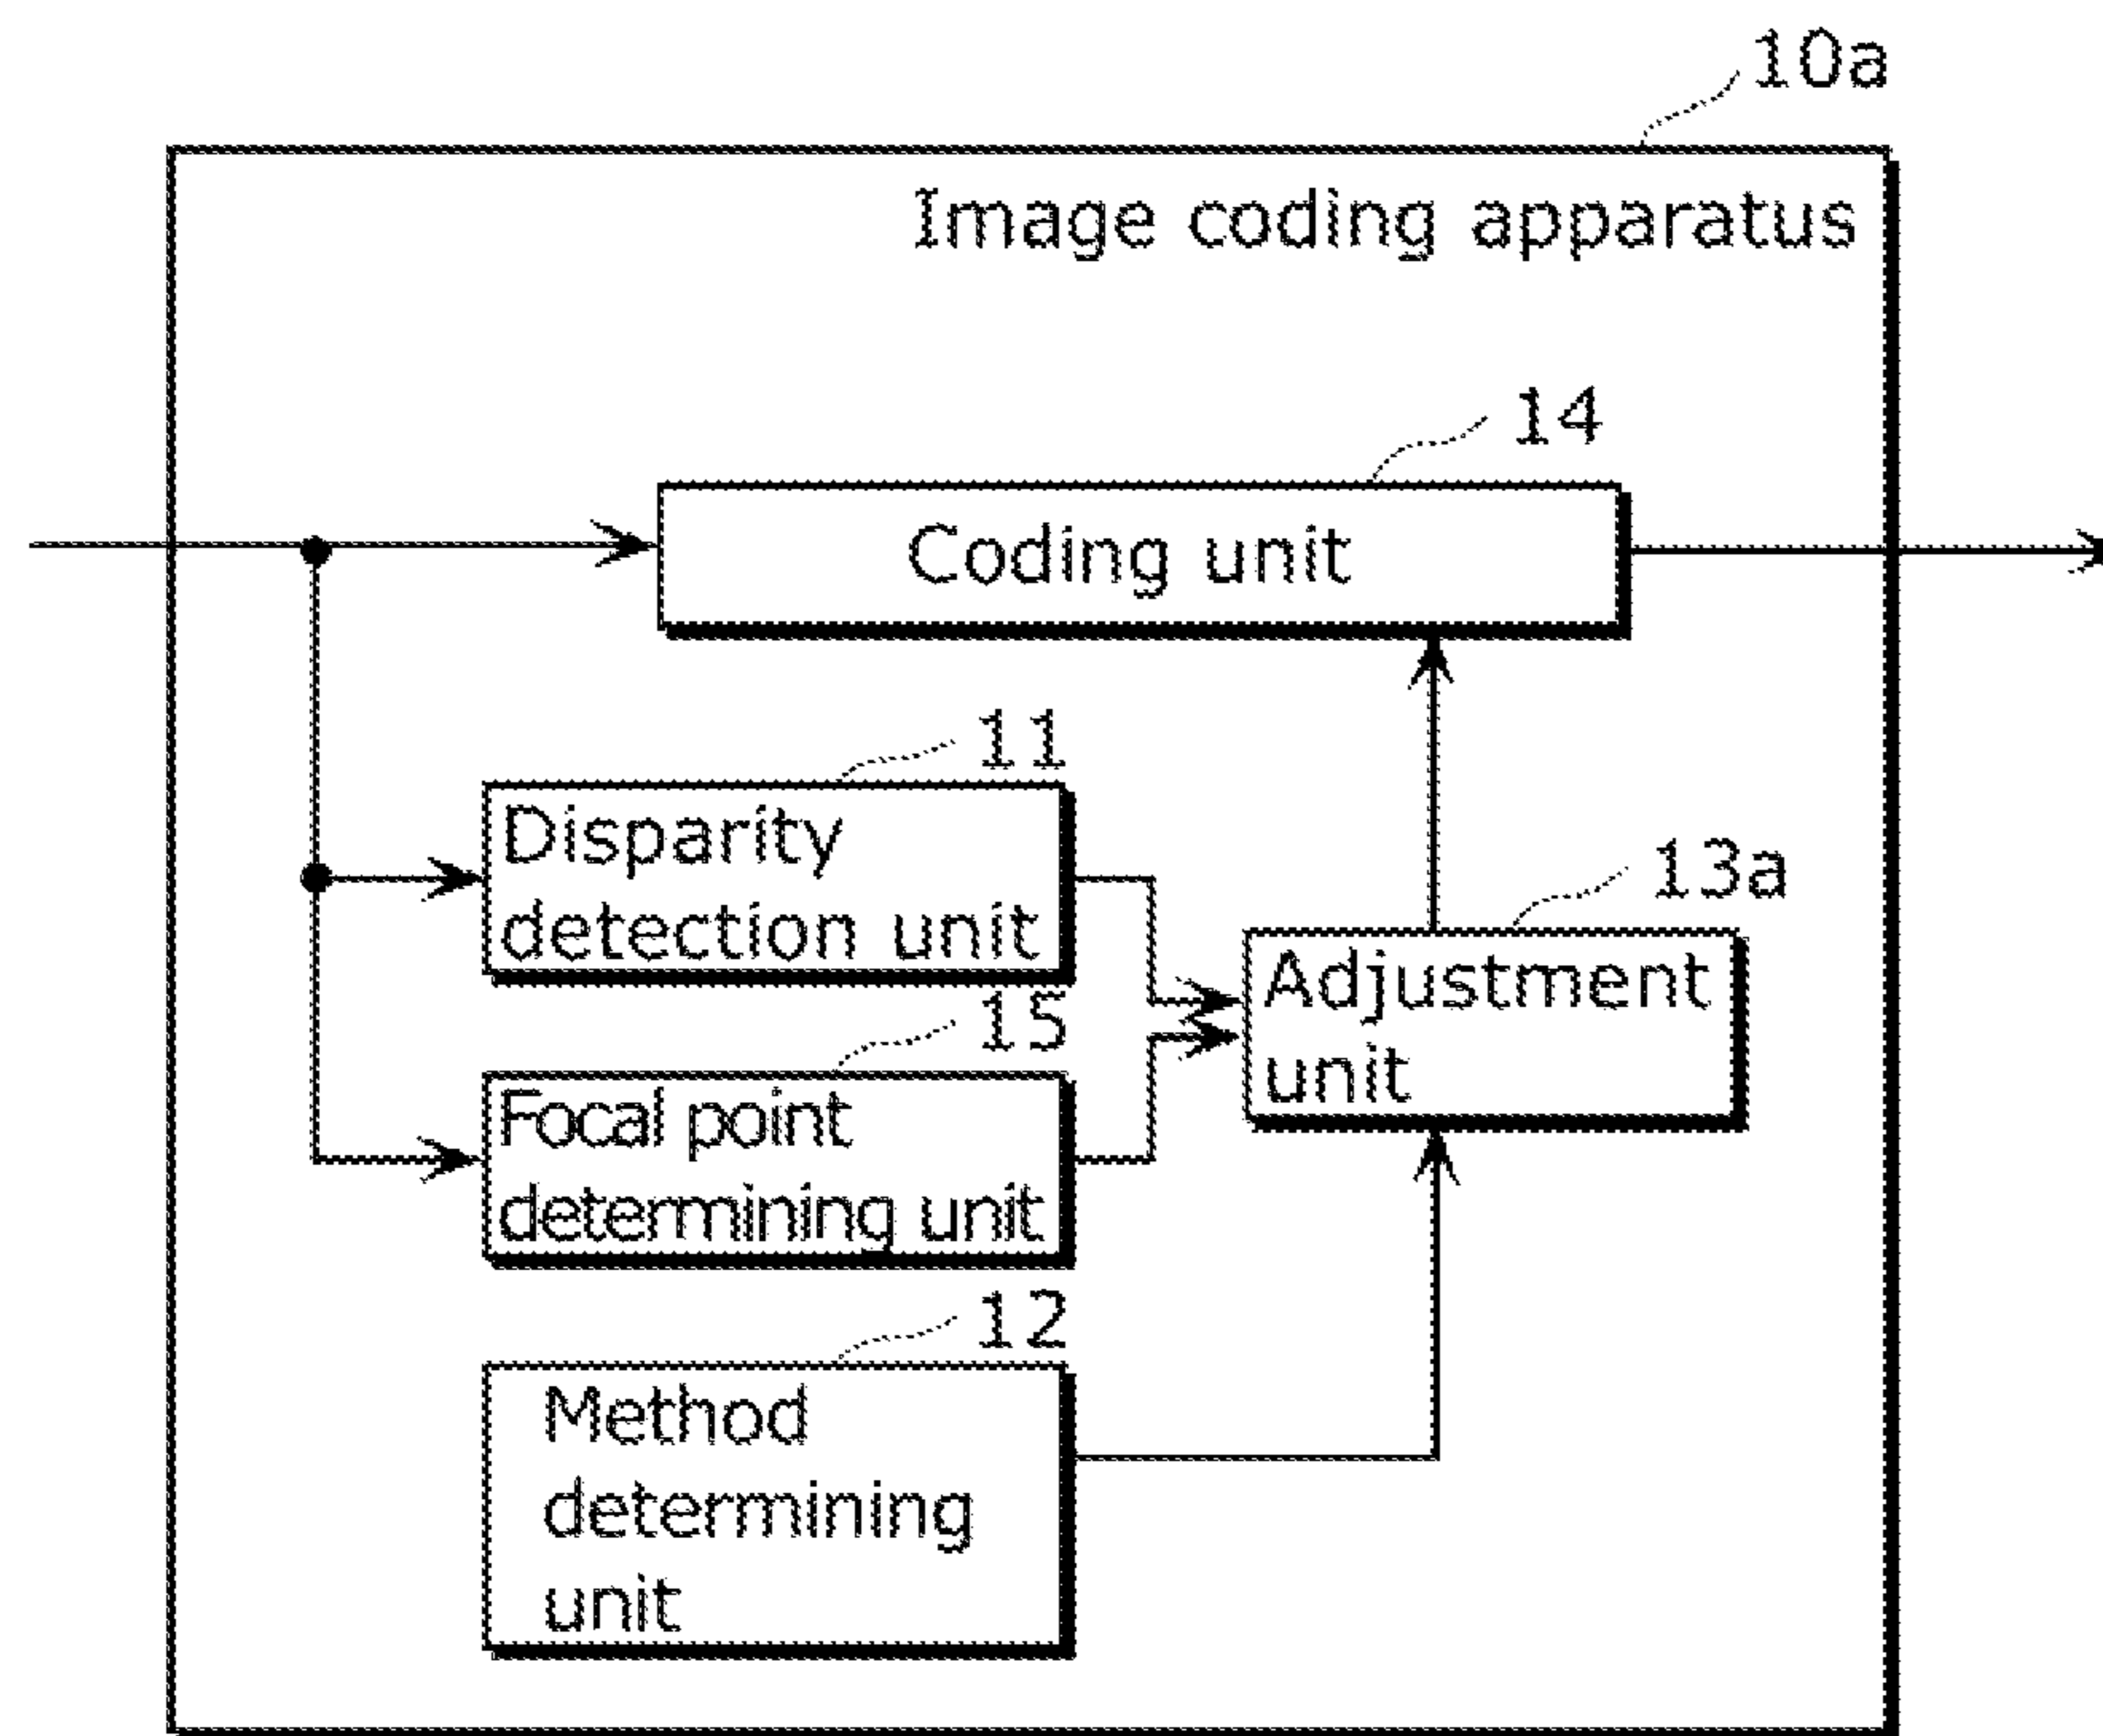 10a
Image coding apparatus
14
Coding unit
11
Disparity
detection unit
13a
Adjustment
unit
15
Focal point
determining unit
12
Method
determining
unit